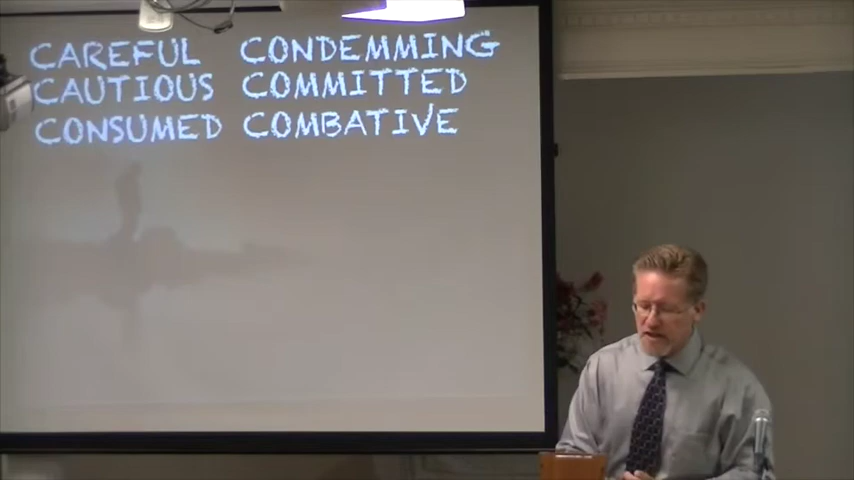 CAREFUL CONDEMMING
CAUTIOUS COMMITTED
CONSUMED COMBATIVE